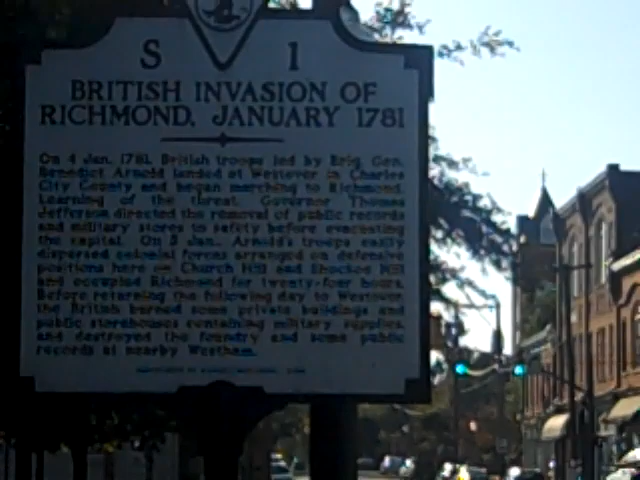 S 1
BRITISH INVASION OF
RICHMOND, JANUARY 1781
On 4 Jan. 1781, British troops led by Brig. Gen.
Benedict Arnold landed at Westover in Charles
City County and began marching to Richmond.
Learning of the threat, Governor Thomas
Jefferson directed the removal of public records
and military stores to safety before evacuating
the capital. On 5 Jan., Arnold's troops easily
dispersed colonial forces arranged on defensive
positions here on Church Hill and Shockoe Hill
and occupied Richmond for twenty-four hours.
Before returning the following day to Westover,
the British burned some private buildings and
public storehouses containing military supplies,
and destroyed the foundry and some public
records at nearby Westham.